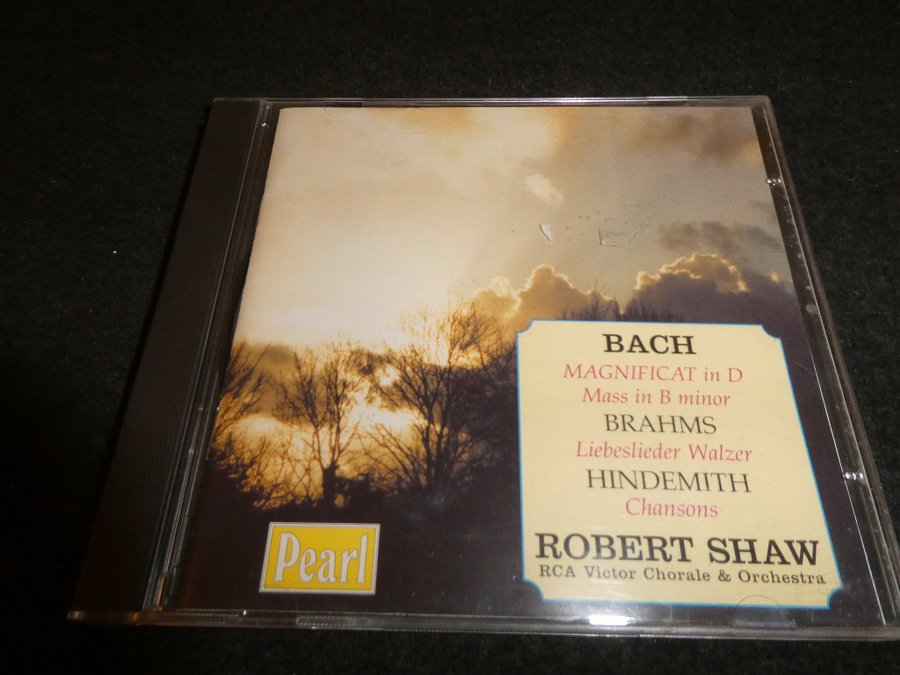 BACH
MAGNIFICAT in D
Mass in B minor
BRAHMS
Liebeslieder Walzer
HINDEMITH
Chansons
ROBERT SHAW
RCA Victor Chorale & Orchestra
Pearl